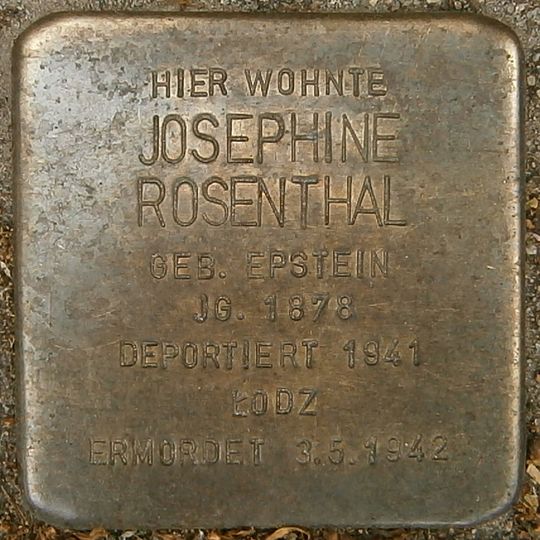 HIER WOHNTE
JOSEPHINE
ROSENTHAL
GEB. EPSTEIN
JG. 1878
DEPORTIERT 1941
ŁODZ
ERMORDET 3.5.1942